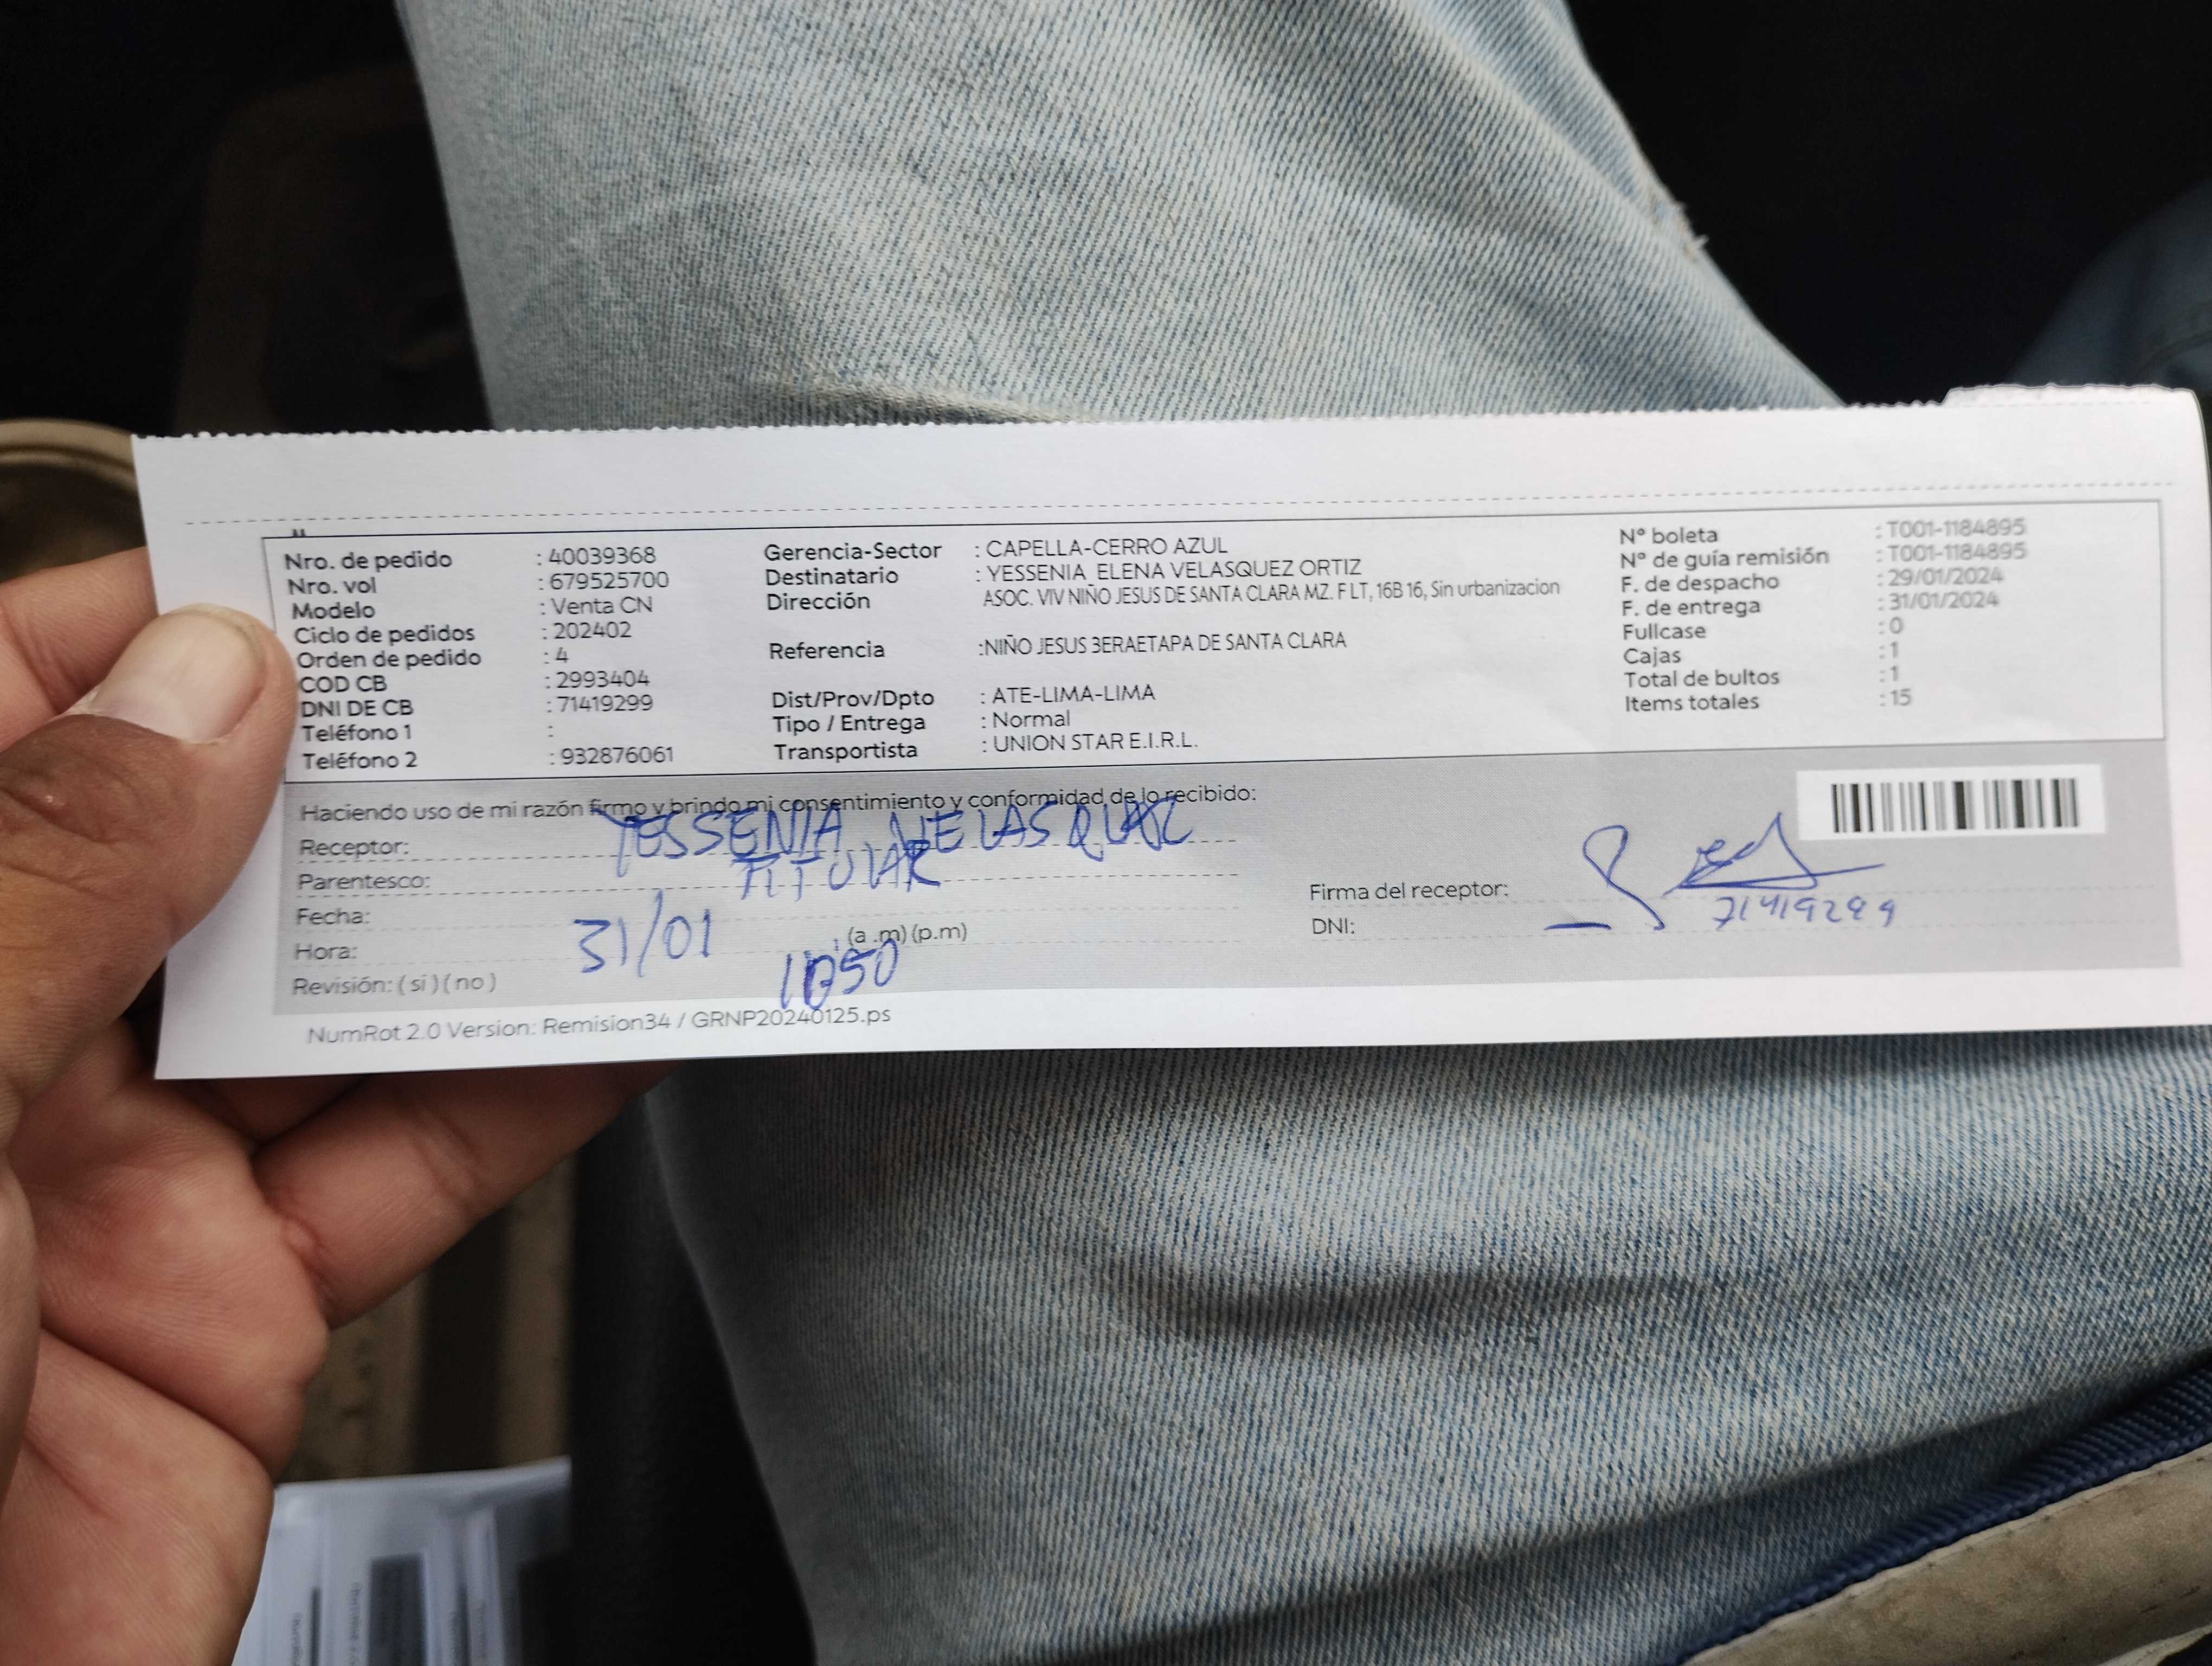 Nro. de pedido : 40039368
Nro. vol : 679525700
Modelo : Venta CN
Ciclo de pedidos : 202402
Orden de pedido : 4
COD CB : 2993404
DNI DE CB : 71419299
Teléfono 1 :
Teléfono 2 : 932876061
Gerencia-Sector : CAPELLA-CERRO AZUL
Destinatario : YESSENIA ELENA VELASQUEZ ORTIZ
Dirección ASOC. VIV NIÑO JESUS DE SANTA CLARA MZ. F LT, 16B 16, Sin urbanizacion
Referencia :NIÑO JESUS 3ERAETAPA DE SANTA CLARA
Dist/Prov/Dpto : ATE-LIMA-LIMA
Tipo / Entrega : Normal
Transportista : UNION STAR E.I.R.L.
N° boleta : T001-1184895
N° de guía remisión : T001-1184895
F. de despacho : 29/01/2024
F. de entrega : 31/01/2024
Fullcase : 0
Cajas : 1
Total de bultos : 1
Items totales : 15
Haciendo uso de mi razón firmo y brindo mi consentimiento y conformidad de lo recibido:
Receptor: YESSENIA VELASQUEZ
Parentesco: TITULAR
Fecha: 31/01
Hora: 1050 (a .m) (p.m)
Revisión: ( si ) ( no )
Firma del receptor:
DNI: 71419299
NumRot 2.0 Version: Remision34 / GRNP20240125.ps